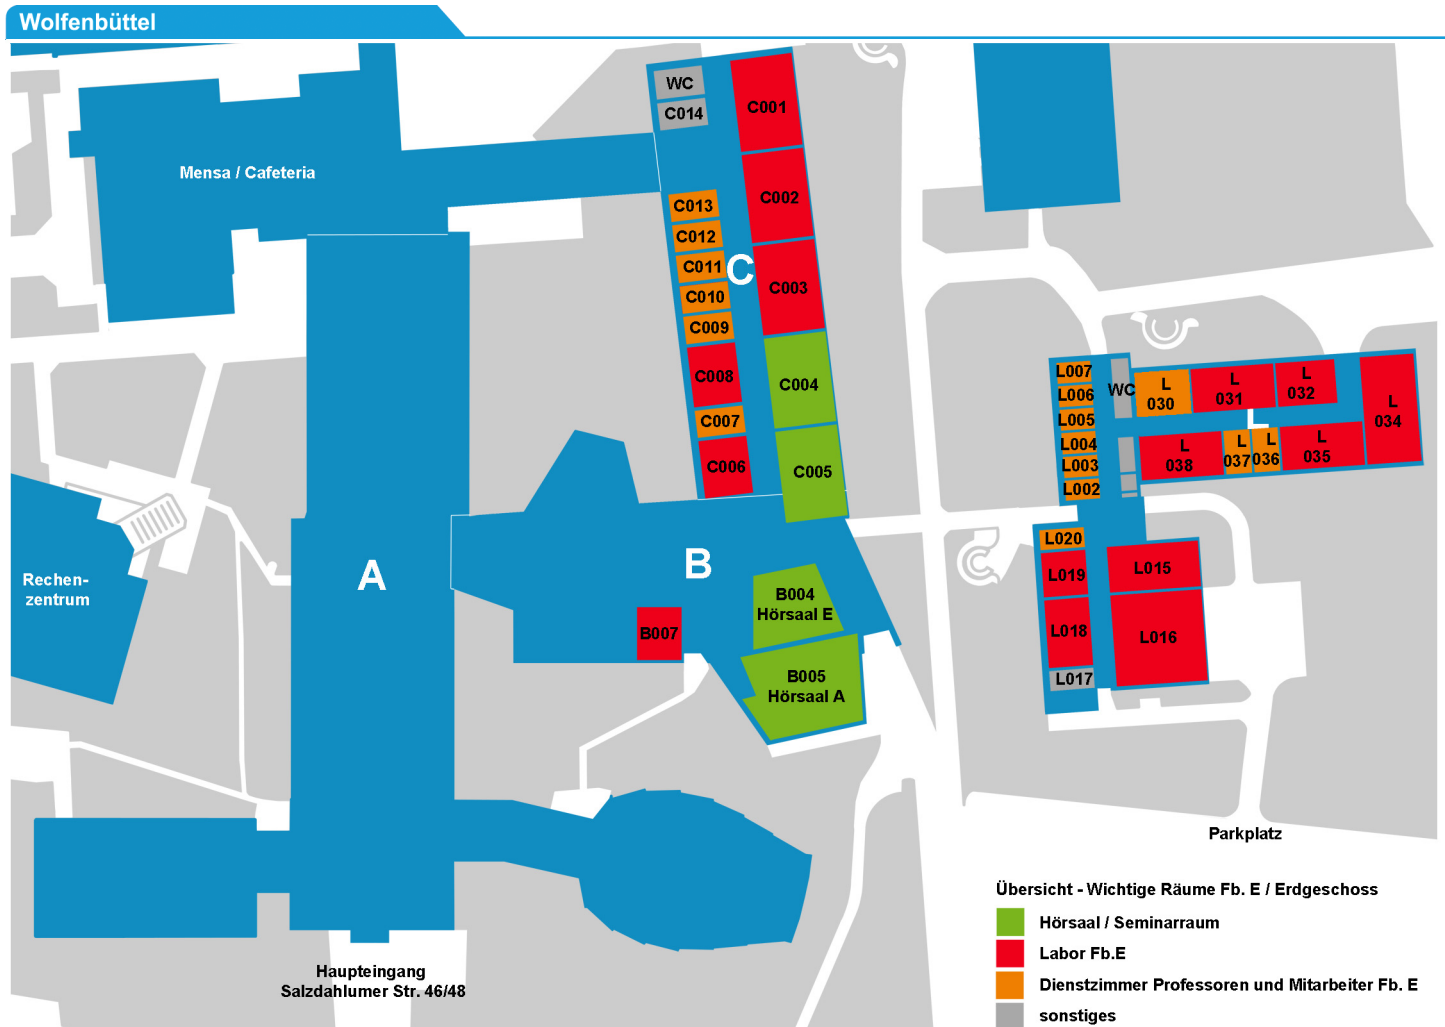 Wolfenbüttel
Mensa / Cafeteria
WC
C014
C001
C002
C013
C012
C011
C010
C009
C
C003
C008
C004
C007
C006
C005
L007
L006
L005
L004
L003
L002
WC
L
030
L
031
L
032
L
034
L
L
038
L
037
L
036
L
035
L020
L019
L018
L017
L015
L016
A
B
B004
Hörsaal E
B007
B005
Hörsaal A
Rechen-
zentrum
Parkplatz
Haupteingang
Salzdahlumer Str. 46/48
Übersicht - Wichtige Räume Fb. E / Erdgeschoss
Hörsaal / Seminarraum
Labor Fb.E
Dienstzimmer Professoren und Mitarbeiter Fb. E
sonstiges